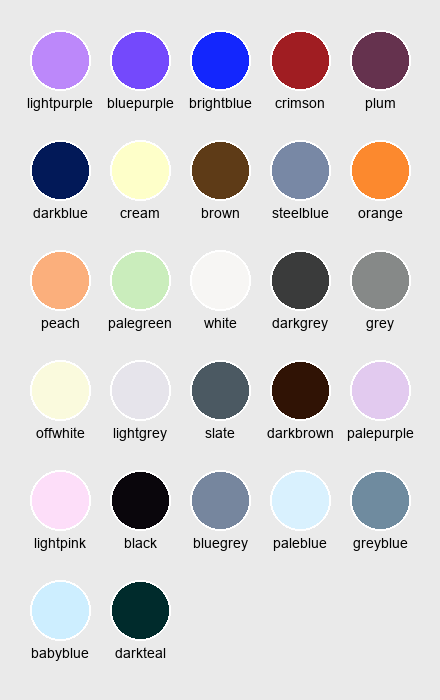 lightpurple bluepurple brightblue crimson plum
darkblue cream brown steelblue orange
peach palegreen white darkgrey grey
offwhite lightgrey slate darkbrown palepurple
lightpink black bluegrey paleblue greyblue
babyblue darkteal